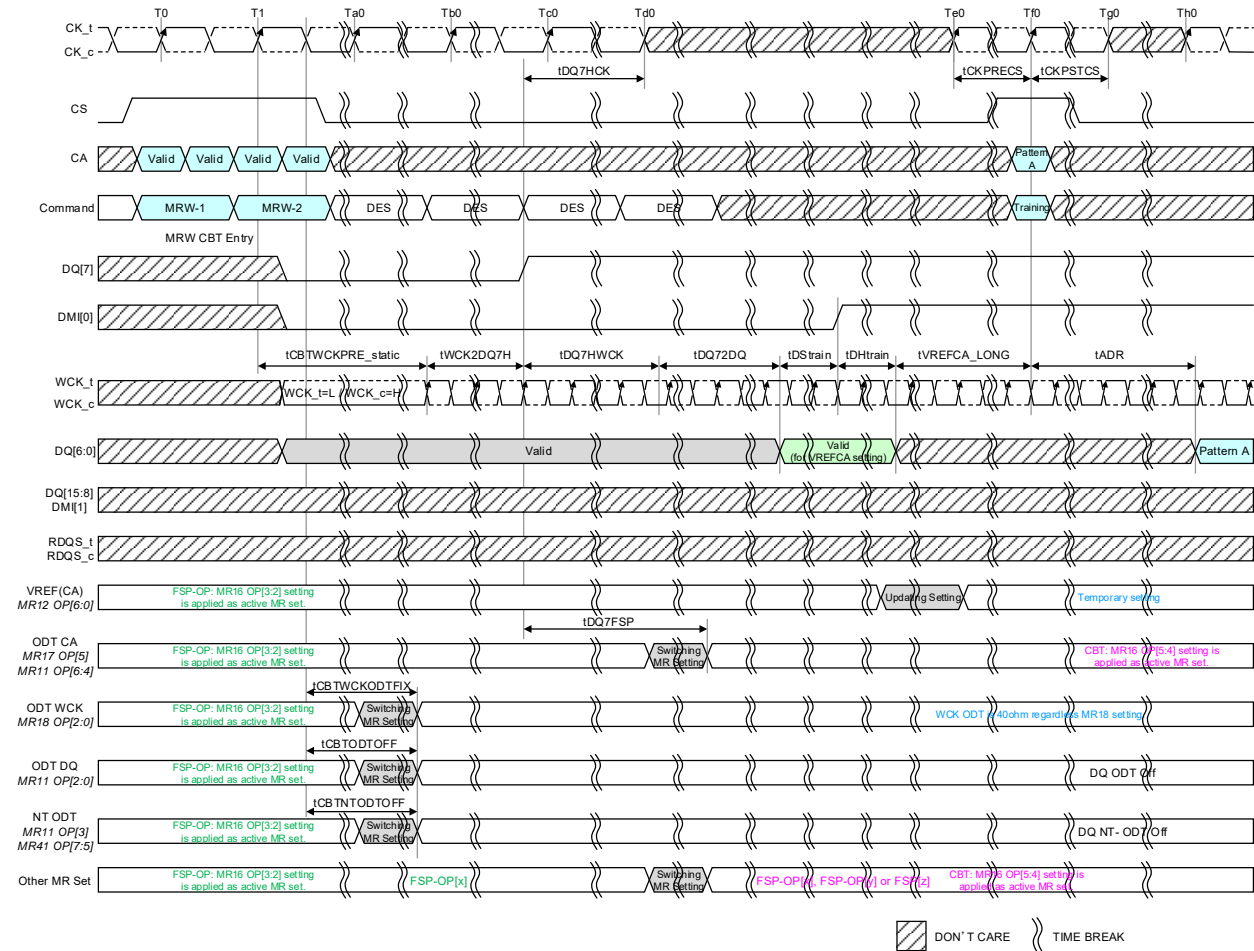 T0 T1 Ta0 Tb0 Tc0 Td0 Te0 Tf0 Tg0 Th0
CK_t
CK_c
tDQ7HCK tCKPRECS tCKPSTCS
CS
CA Valid Valid Valid Valid Pattern A
Command MRW-1 MRW-2 DES DES DES DES Training
MRW CBT Entry
DQ[7]
DMI[0]
tCBTWCKPRE_static tWCK2DQ7H tDQ7HWCK tDQ72DQ tDStrain tDHtrain tVREFCA_LONG tADR
WCK_t
WCK_c
WCK_t=L / WCK_c=H
DQ[6:0] Valid Valid
(for VREFCA setting)
Pattern A
DQ[15:8]
DMI[1]
RDQS_t
RDQS_c
VREF(CA)
MR12 OP[6:0]
FSP-OP: MR16 OP[3:2] setting
is applied as active MR set.
Updating Setting
Temporary setting
tDQ7FSP
ODT CA
MR17 OP[5]
MR11 OP[6:4]
FSP-OP: MR16 OP[3:2] setting
is applied as active MR set.
Switching
MR Setting
CBT: MR16 OP[5:4] setting is
applied as active MR set.
tCBTWCKODTFIX
ODT WCK
MR18 OP[2:0]
FSP-OP: MR16 OP[3:2] setting
is applied as active MR set.
Switching
MR Setting
WCK ODT is 40ohm regardless MR18 setting
tCBTODTOFF
ODT DQ
MR11 OP[2:0]
FSP-OP: MR16 OP[3:2] setting
is applied as active MR set.
Switching
MR Setting
DQ ODT Off
tCBTNTODTOFF
NT ODT
MR11 OP[3]
MR41 OP[7:5]
FSP-OP: MR16 OP[3:2] setting
is applied as active MR set.
Switching
MR Setting
DQ NT- ODT Off
Other MR Set
FSP-OP: MR16 OP[3:2] setting
is applied as active MR set.
FSP-OP[x]
Switching
MR Setting
FSP-OP[x], FSP-OP[y] or FSP[z]
CBT: MR16 OP[5:4] setting is
applied as active MR set.
DON'T CARE TIME BREAK